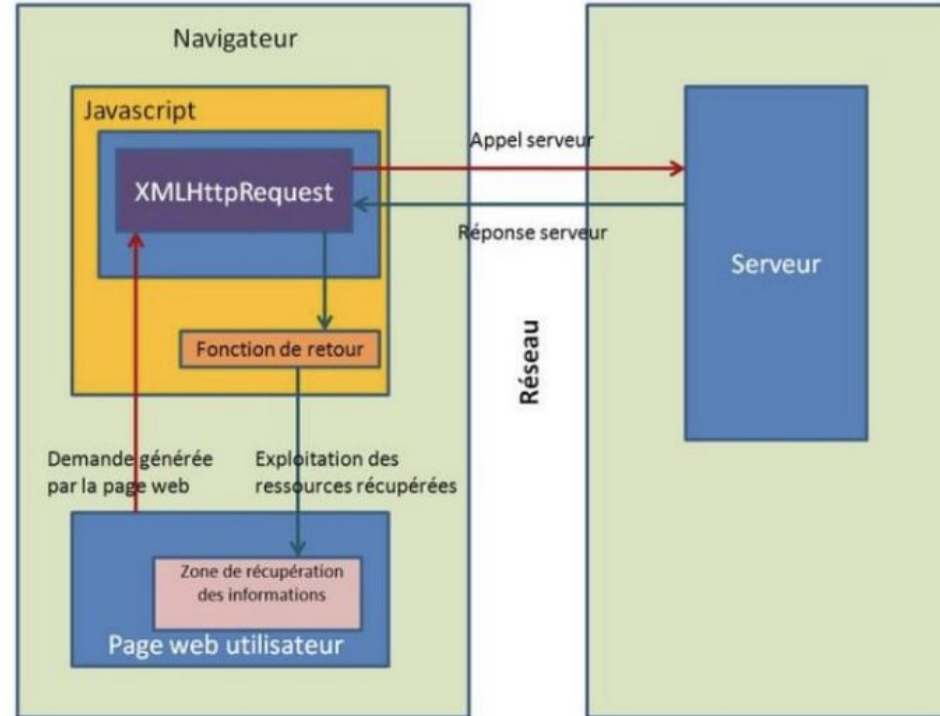 Navigateur
Javascript
XMLHttpRequest
Appel serveur
Réponse serveur
Serveur
Réseau
Fonction de retour
Demande générée
par la page web
Exploitation des
ressources récupérées
Zone de récupération
des informations
Page web utilisateur